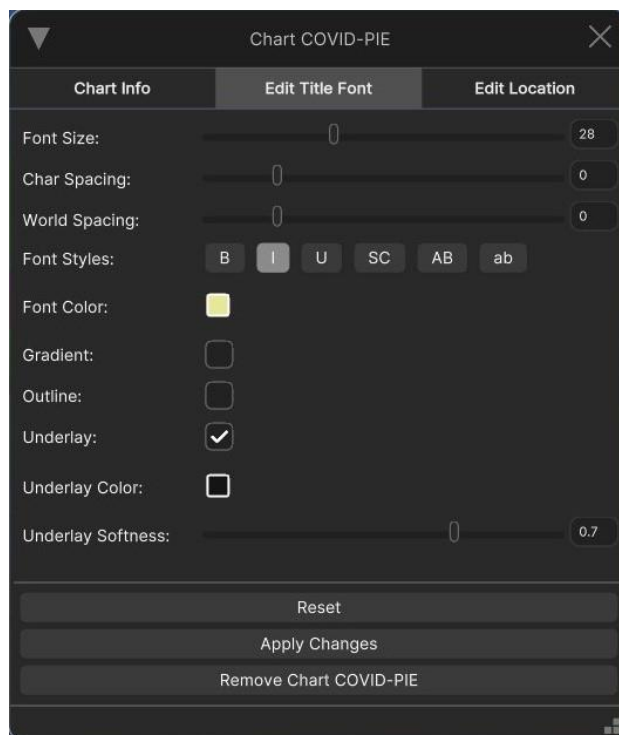 Chart COVID-PIE
Chart Info Edit Title Font Edit Location
Font Size: 28
Char Spacing: 0
World Spacing: 0
Font Styles: B I U SC AB ab
Font Color:
Gradient:
Outline:
Underlay:
Underlay Color:
Underlay Softness: 0.7
Reset
Apply Changes
Remove Chart COVID-PIE